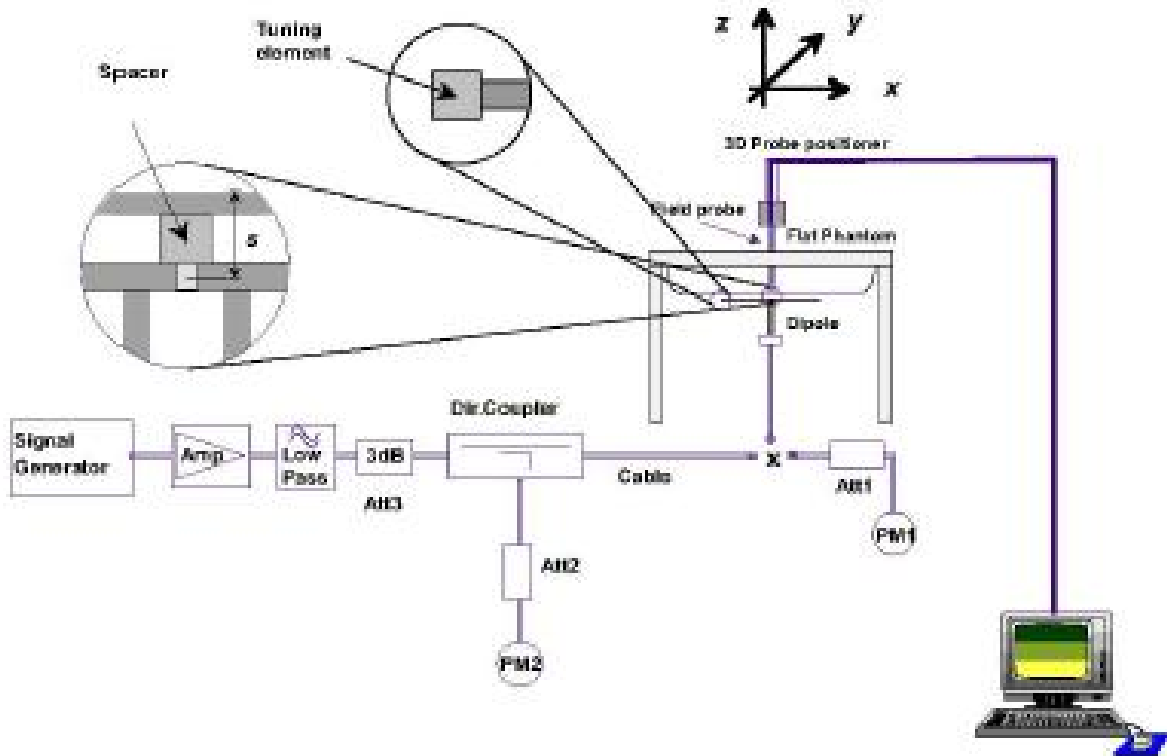 Tuning
element
Spacer
z
y
x
3D Probe positioner
Field probe
Flat Phantom
s
Dipole
Dir.Coupler
Signal
Generator
Amp
Low
Pass
3dB
Att3
Cable
x
Att1
PM1
Att2
PM2